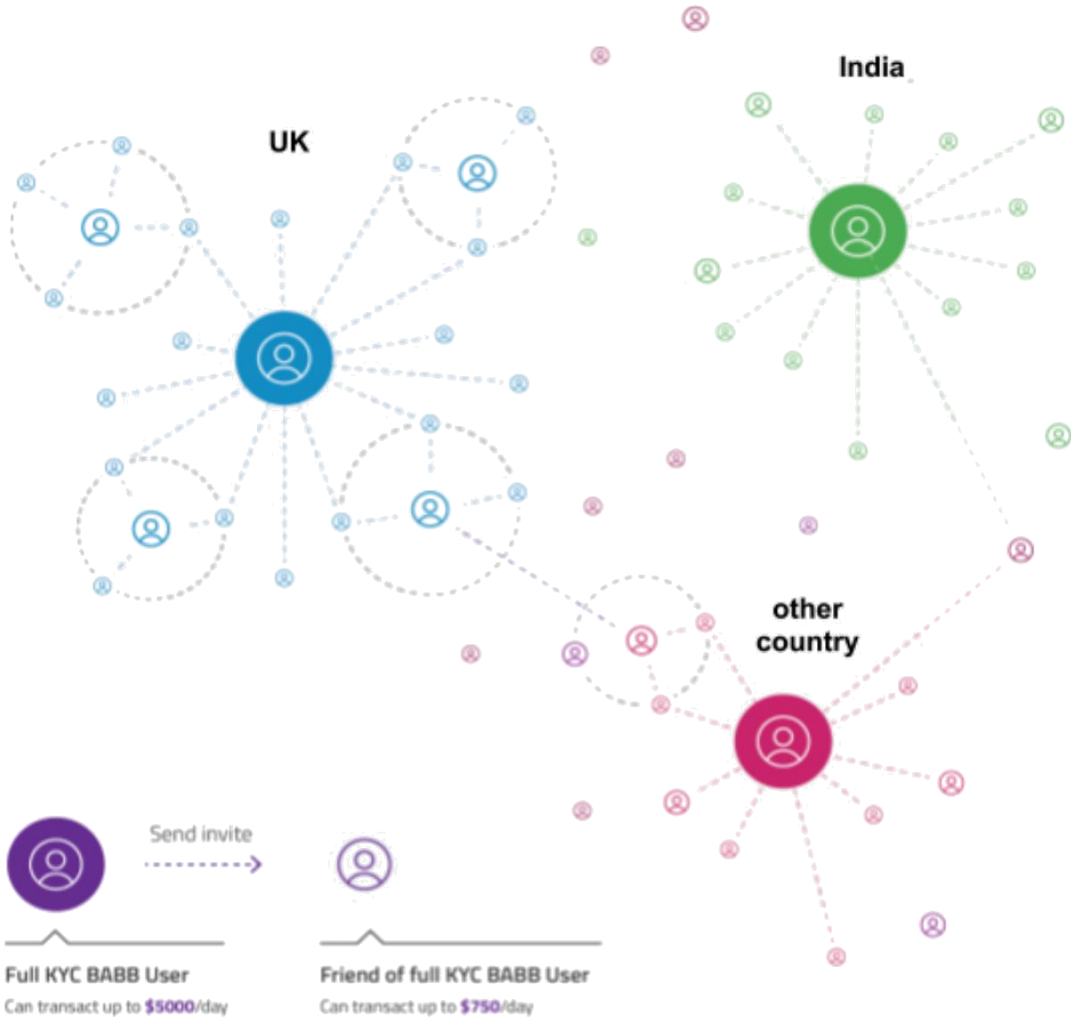 India
UK
other
country
Send invite
Full KYC BABB User
Can transact up to $5000/day
Friend of full KYC BABB User
Can transact up to $750/day